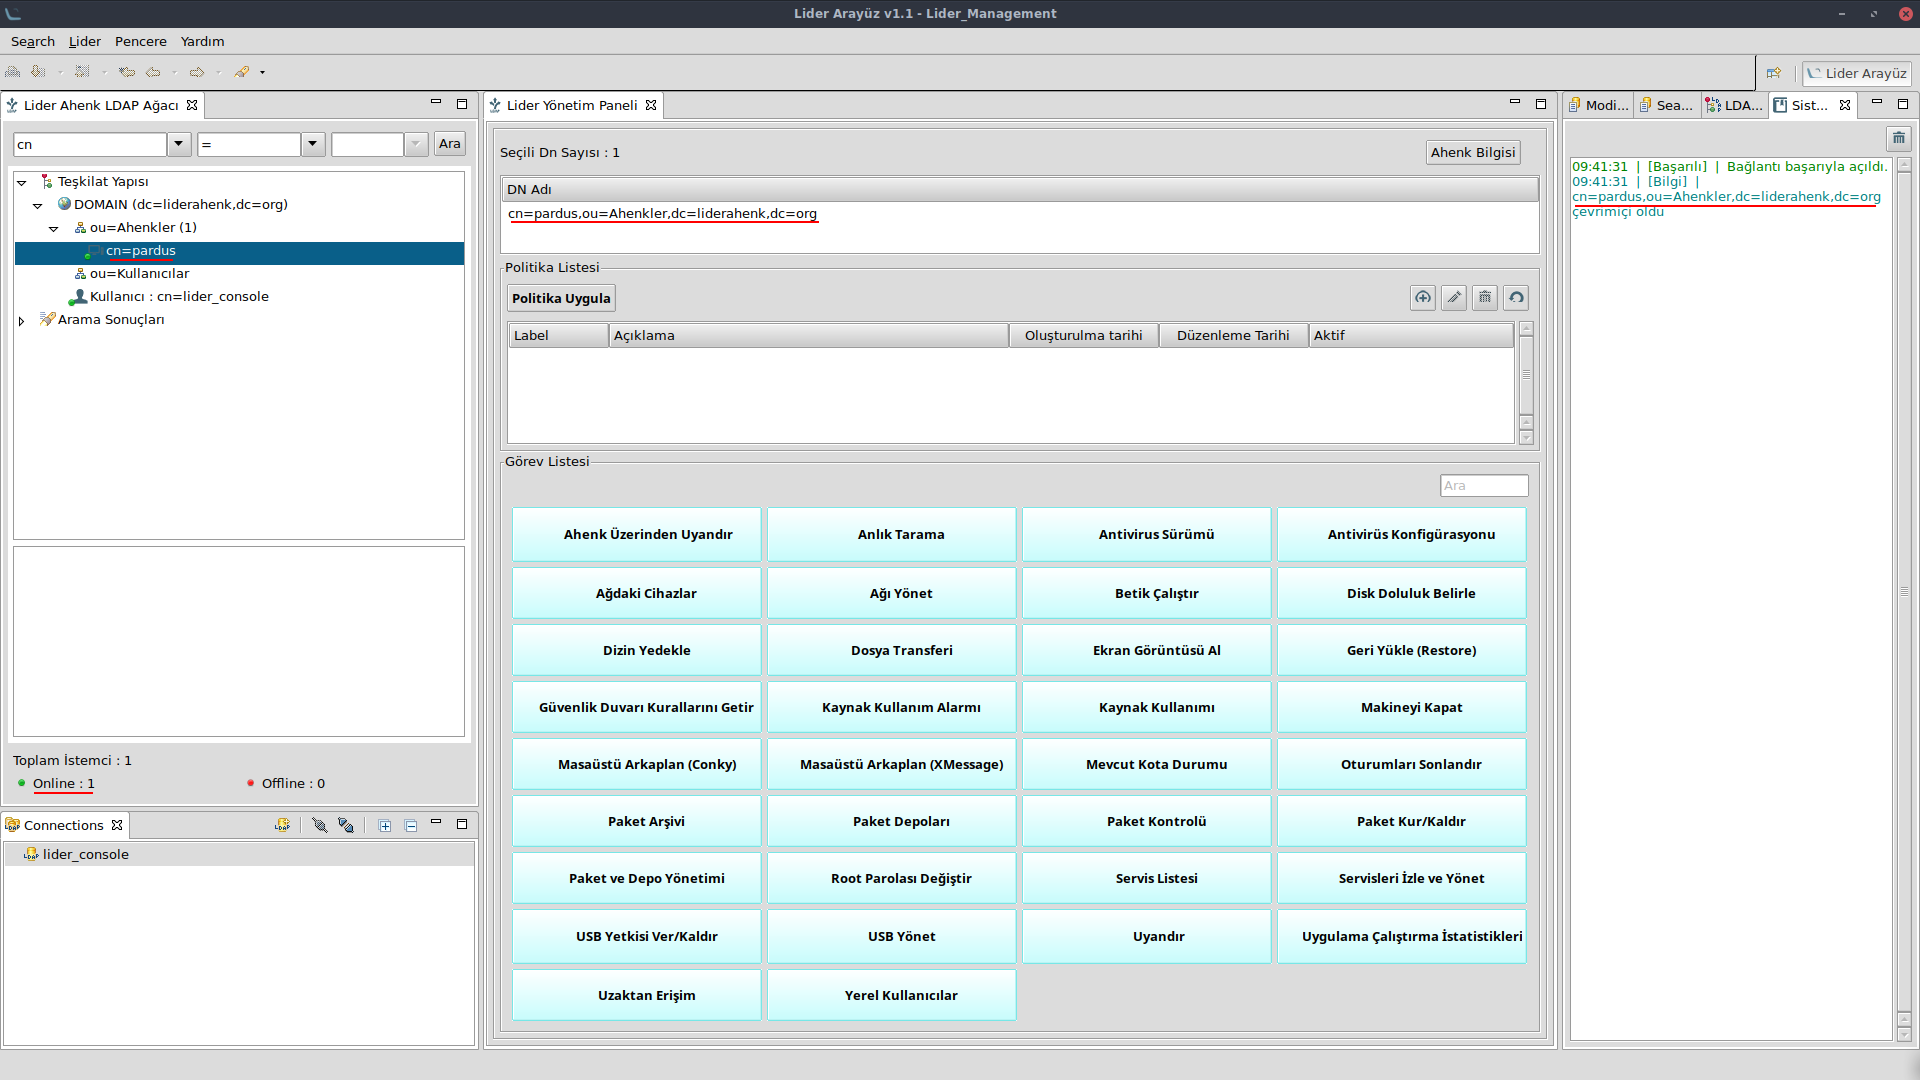 Lider Arayüz v1.1 - Lider_Management
Search Lider Pencere Yardım
Lider Arayüz
Lider Ahenk LDAP Ağacı
cn = Ara
Teşkilat Yapısı
DOMAIN (dc=liderahenk,dc=org)
ou=Ahenkler (1)
cn=pardus
ou=Kullanıcılar
Kullanıcı : cn=lider_console
Arama Sonuçları
Toplam İstemci : 1
Online : 1 Offline : 0
Connections
lider_console
Lider Yönetim Paneli
Seçili Dn Sayısı : 1 Ahenk Bilgisi
DN Adı
cn=pardus,ou=Ahenkler,dc=liderahenk,dc=org
Politika Listesi
Politika Uygula
Label Açıklama Oluşturulma tarihi Düzenleme Tarihi Aktif
Görev Listesi
Ara
Ahenk Üzerinden Uyandır Anlık Tarama Antivirus Sürümü Antivirüs Konfigürasyonu
Ağdaki Cihazlar Ağı Yönet Betik Çalıştır Disk Doluluk Belirle
Dizin Yedekle Dosya Transferi Ekran Görüntüsü Al Geri Yükle (Restore)
Güvenlik Duvarı Kurallarını Getir Kaynak Kullanım Alarmı Kaynak Kullanımı Makineyi Kapat
Masaüstü Arkaplan (Conky) Masaüstü Arkaplan (XMessage) Mevcut Kota Durumu Oturumları Sonlandır
Paket Arşivi Paket Depoları Paket Kontrolü Paket Kur/Kaldır
Paket ve Depo Yönetimi Root Parolası Değiştir Servis Listesi Servisleri İzle ve Yönet
USB Yetkisi Ver/Kaldır USB Yönet Uyandır Uygulama Çalıştırma İstatistikleri
Uzaktan Erişim Yerel Kullanıcılar
Modi... Sea... LDA... Sist...
09:41:31 | [Başarılı] | Bağlantı başarıyla açıldı.
09:41:31 | [Bilgi] |
cn=pardus,ou=Ahenkler,dc=liderahenk,dc=org
çevrimiçi oldu